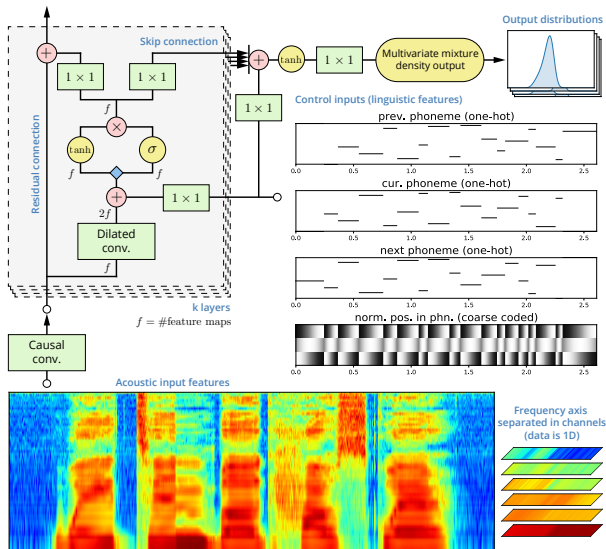 Output distributions
Skip connection
+
1 × 1
1 × 1
+
tanh
1 × 1
Multivariate mixture
density output
f
1 × 1
Control inputs (linguistic features)
prev. phoneme (one-hot)
0.0 0.5 1.0 1.5 2.0 2.5
×
tanh
σ
f
f
Residual connection
+
2f
1 × 1
cur. phoneme (one-hot)
0.0 0.5 1.0 1.5 2.0 2.5
Dilated
conv.
f
next phoneme (one-hot)
0.0 0.5 1.0 1.5 2.0 2.5
k layers
f = #feature maps
norm. pos. in phn. (coarse coded)
0.0 0.5 1.0 1.5 2.0 2.5
Causal
conv.
Acoustic input features
Frequency axis
separated in channels
(data is 1D)